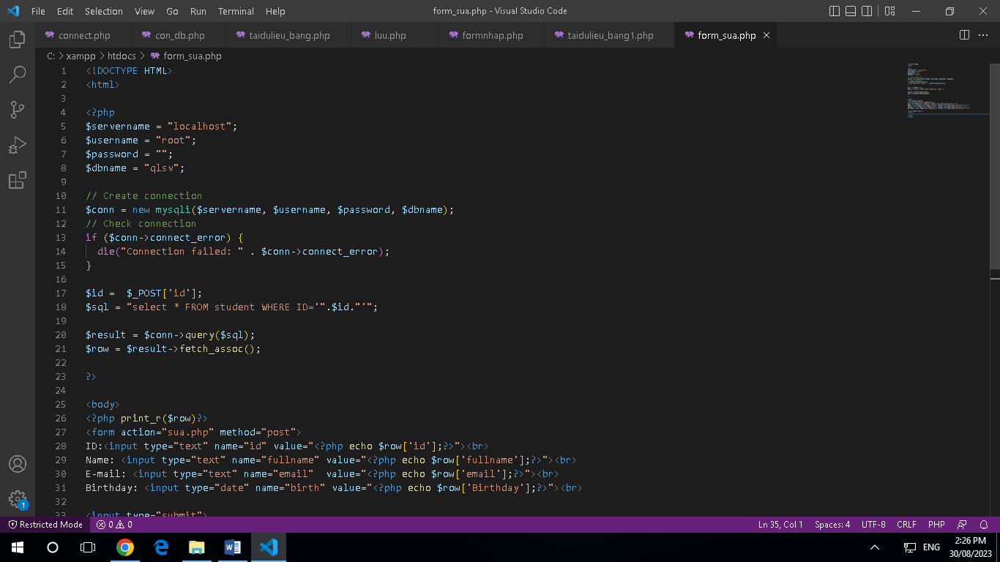 File Edit Selection View Go Run Terminal Help form_sua.php - Visual Studio Code
connect.php con_db.php taidulieu_bang.php luu.php formnhap.php taidulieu_bang1.php form_sua.php
C: > xampp > htdocs > form_sua.php
1 <!DOCTYPE HTML>
2 <html>
3
4 <?php
5 $servername = "localhost";
6 $username = "root";
7 $password = "";
8 $dbname = "qlsv";
9
10 // Create connection
11 $conn = new mysqli($servername, $username, $password, $dbname);
12 // Check connection
13 if ($conn->connect_error) {
14   die("Connection failed: " . $conn->connect_error);
15 }
16
17 $id =  $_POST['id'];
18 $sql = "select * FROM student WHERE ID='".$id."'";
19
20 $result = $conn->query($sql);
21 $row = $result->fetch_assoc();
22
23 ?>
24
25 <body>
26 <?php print_r($row)?>
27 <form action="sua.php" method="post">
28 ID:<input type="text" name="id" value="<?php echo $row['id'];?>"><br>
29 Name: <input type="text" name="fullname" value="<?php echo $row['fullname'];?>"><br>
30 E-mail: <input type="text" name="email"  value="<?php echo $row['email'];?>"><br>
31 Birthday: <input type="date" name="birth" value="<?php echo $row['Birthday'];?>"><br>
32
33 <input type="submit">
Restricted Mode 0 0 Ln 35, Col 1 Spaces: 4 UTF-8 CRLF PHP
1
ENG 2:26 PM
30/08/2023